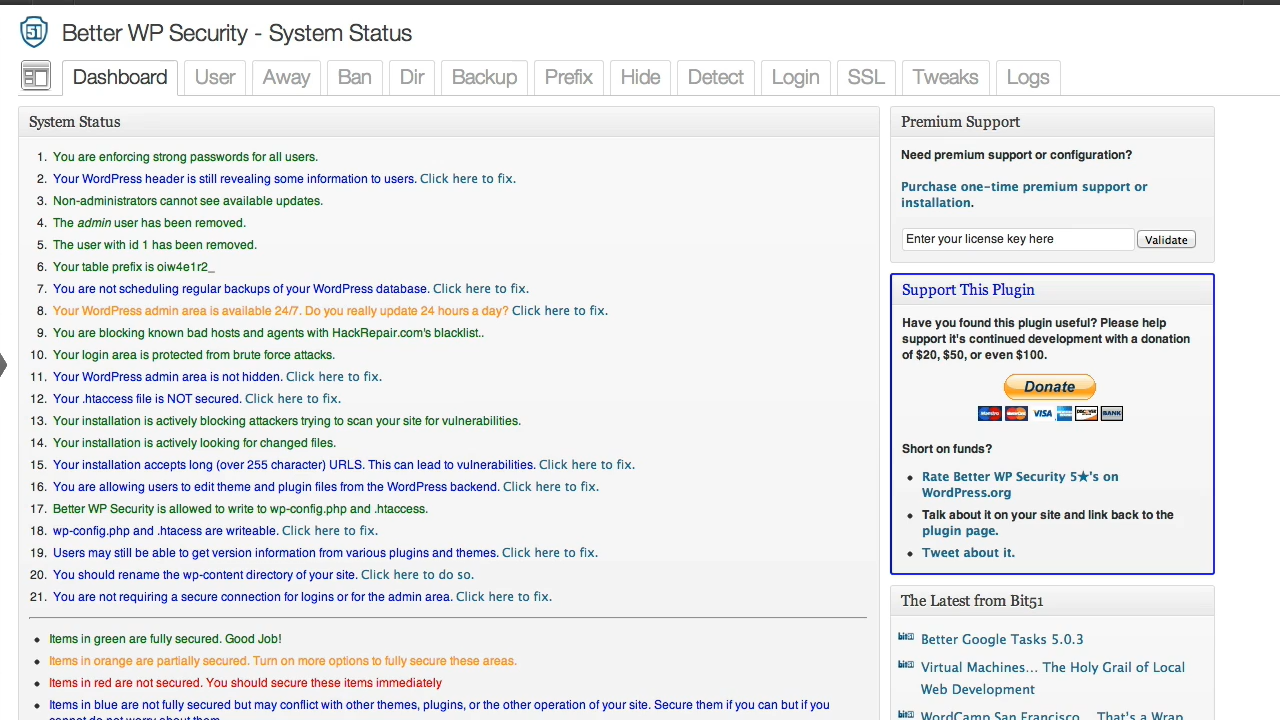 51 Better WP Security - System Status
Dashboard User Away Ban Dir Backup Prefix Hide Detect Login SSL Tweaks Logs
System Status
1. You are enforcing strong passwords for all users.
2. Your WordPress header is still revealing some information to users. Click here to fix.
3. Non-administrators cannot see available updates.
4. The admin user has been removed.
5. The user with id 1 has been removed.
6. Your table prefix is oiw4e1r2_
7. You are not scheduling regular backups of your WordPress database. Click here to fix.
8. Your WordPress admin area is available 24/7. Do you really update 24 hours a day? Click here to fix.
9. You are blocking known bad hosts and agents with HackRepair.com's blacklist..
10. Your login area is protected from brute force attacks.
11. Your WordPress admin area is not hidden. Click here to fix.
12. Your .htaccess file is NOT secured. Click here to fix.
13. Your installation is actively blocking attackers trying to scan your site for vulnerabilities.
14. Your installation is actively looking for changed files.
15. Your installation accepts long (over 255 character) URLS. This can lead to vulnerabilities. Click here to fix.
16. You are allowing users to edit theme and plugin files from the WordPress backend. Click here to fix.
17. Better WP Security is allowed to write to wp-config.php and .htaccess.
18. wp-config.php and .htacess are writeable. Click here to fix.
19. Users may still be able to get version information from various plugins and themes. Click here to fix.
20. You should rename the wp-content directory of your site. Click here to do so.
21. You are not requiring a secure connection for logins or for the admin area. Click here to fix.
• Items in green are fully secured. Good Job!
• Items in orange are partially secured. Turn on more options to fully secure these areas.
• Items in red are not secured. You should secure these items immediately
• Items in blue are not fully secured but may conflict with other themes, plugins, or the other operation of your site. Secure them if you can but if you
cannot do not worry about them.
Premium Support
Need premium support or configuration?
Purchase one-time premium support or
installation.
Enter your license key here Validate
Support This Plugin
Have you found this plugin useful? Please help
support it's continued development with a donation
of $20, $50, or even $100.
Donate
Maestro MasterCard VISA DISCOVER BANK
Short on funds?
• Rate Better WP Security 5★'s on
WordPress.org
• Talk about it on your site and link back to the
plugin page.
• Tweet about it.
The Latest from Bit51
bit51 Better Google Tasks 5.0.3
bit51 Virtual Machines… The Holy Grail of Local
Web Development
bit51 WordCamp San Francisco… That's a Wrap